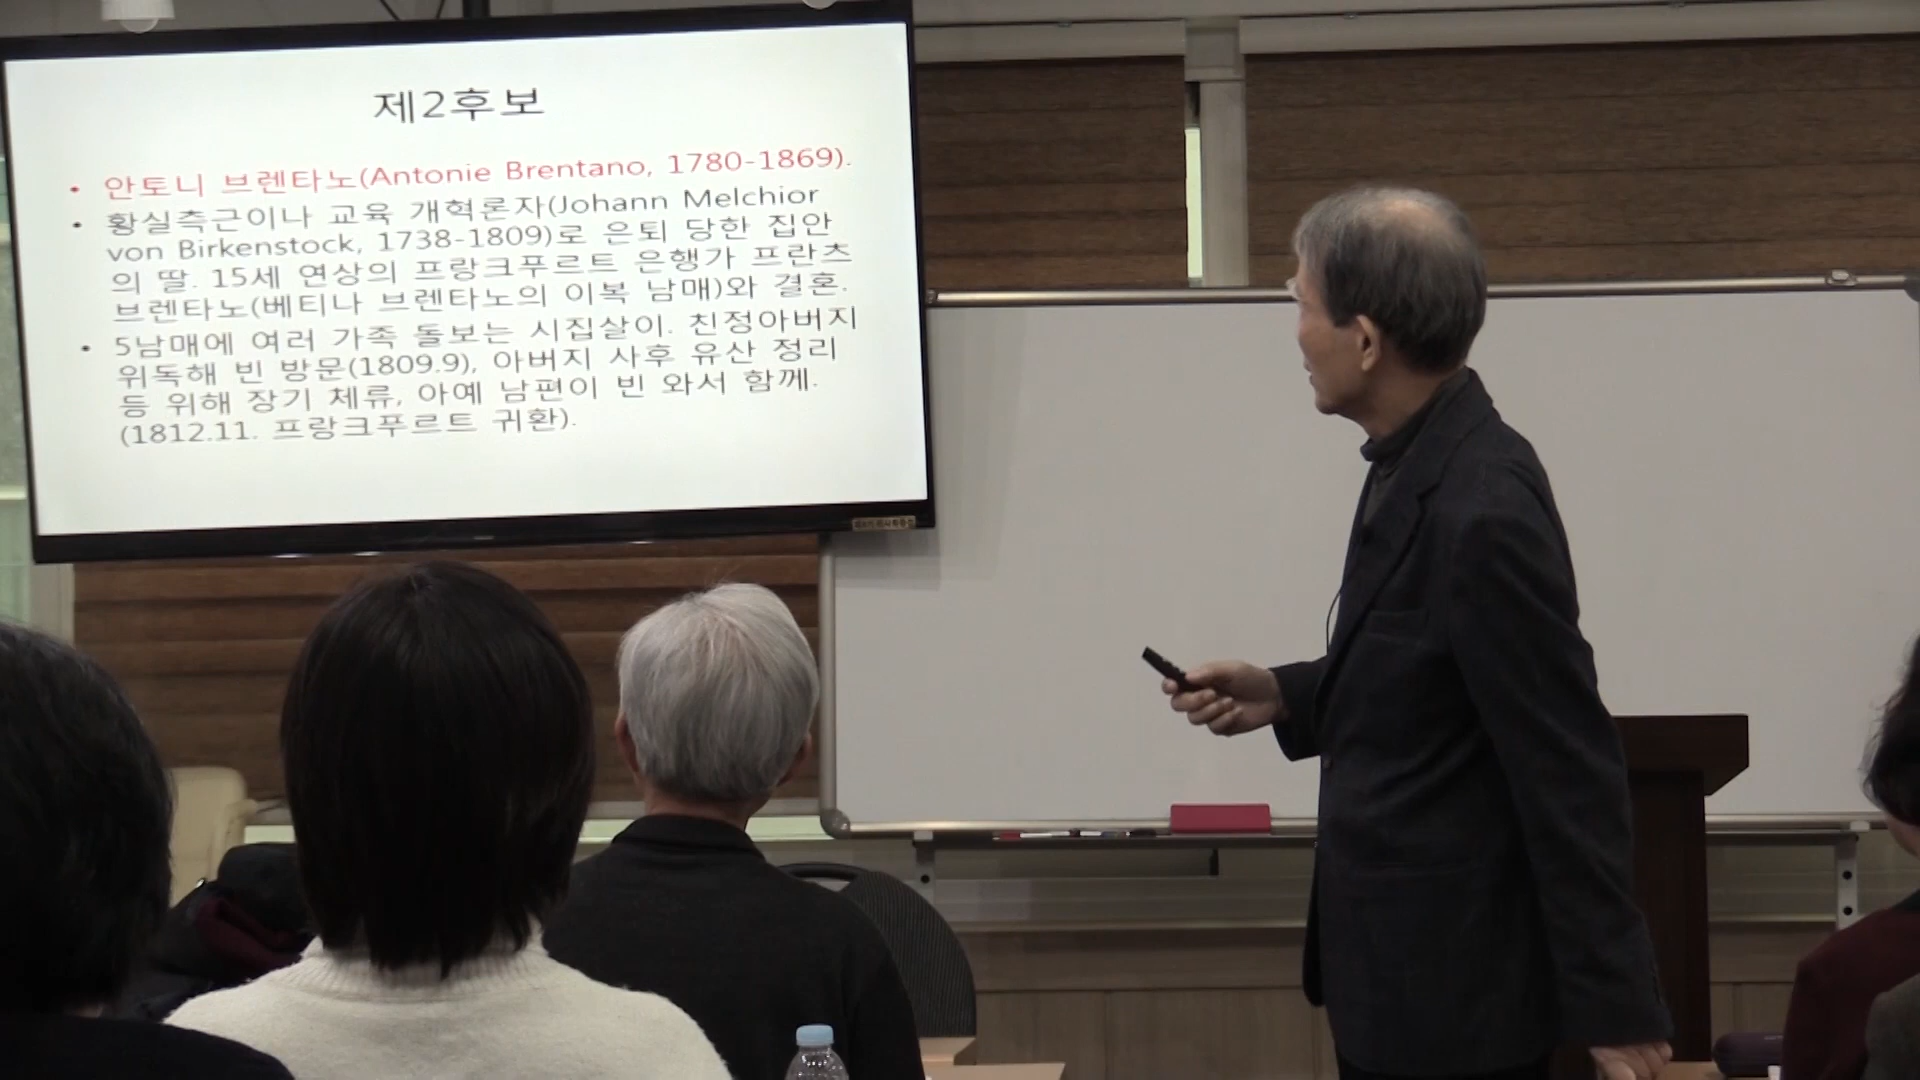 제2후보
• 안토니 브렌타노(Antonie Brentano, 1780-1869).
• 황실측근이나 교육 개혁론자(Johann Melchior
von Birkenstock, 1738-1809)로 은퇴 당한 집안
의 딸. 15세 연상의 프랑크푸르트 은행가 프란츠
브렌타노(베티나 브렌타노의 이복 남매)와 결혼.
• 5남매에 여러 가족 돌보는 시집살이. 친정아버지
위독해 빈 방문(1809.9), 아버지 사후 유산 정리
등 위해 장기 체류, 아예 남편이 빈 와서 함께.
(1812.11. 프랑크푸르트 귀환).